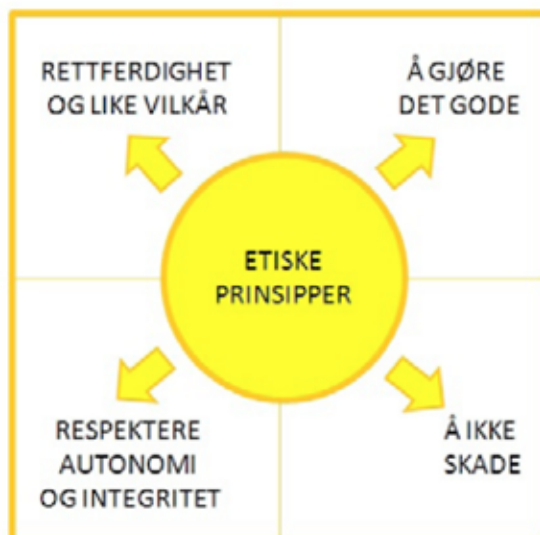 RETTFERDIGHET
OG LIKE VILKÅR
Å GJØRE
DET GODE
ETISKE
PRINSIPPER
RESPEKTERE
AUTONOMI
OG INTEGRITET
Å IKKE
SKADE